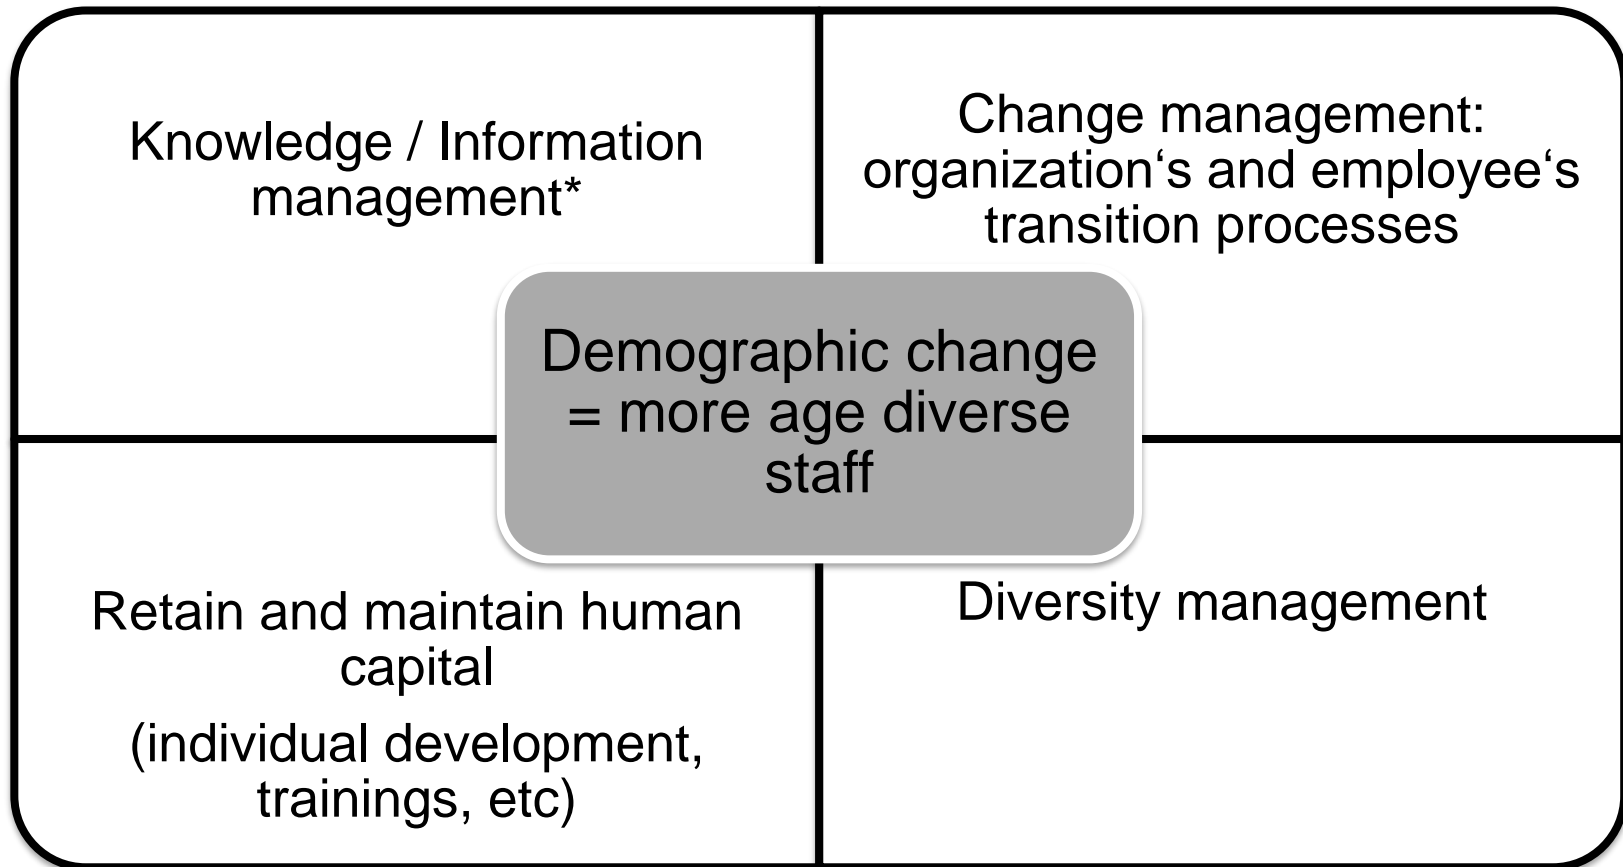 Knowledge / Information
management*
Change management:
organization‘s and employee‘s
transition processes
Demographic change
= more age diverse
staff
Retain and maintain human
capital
(individual development,
trainings, etc)
Diversity management